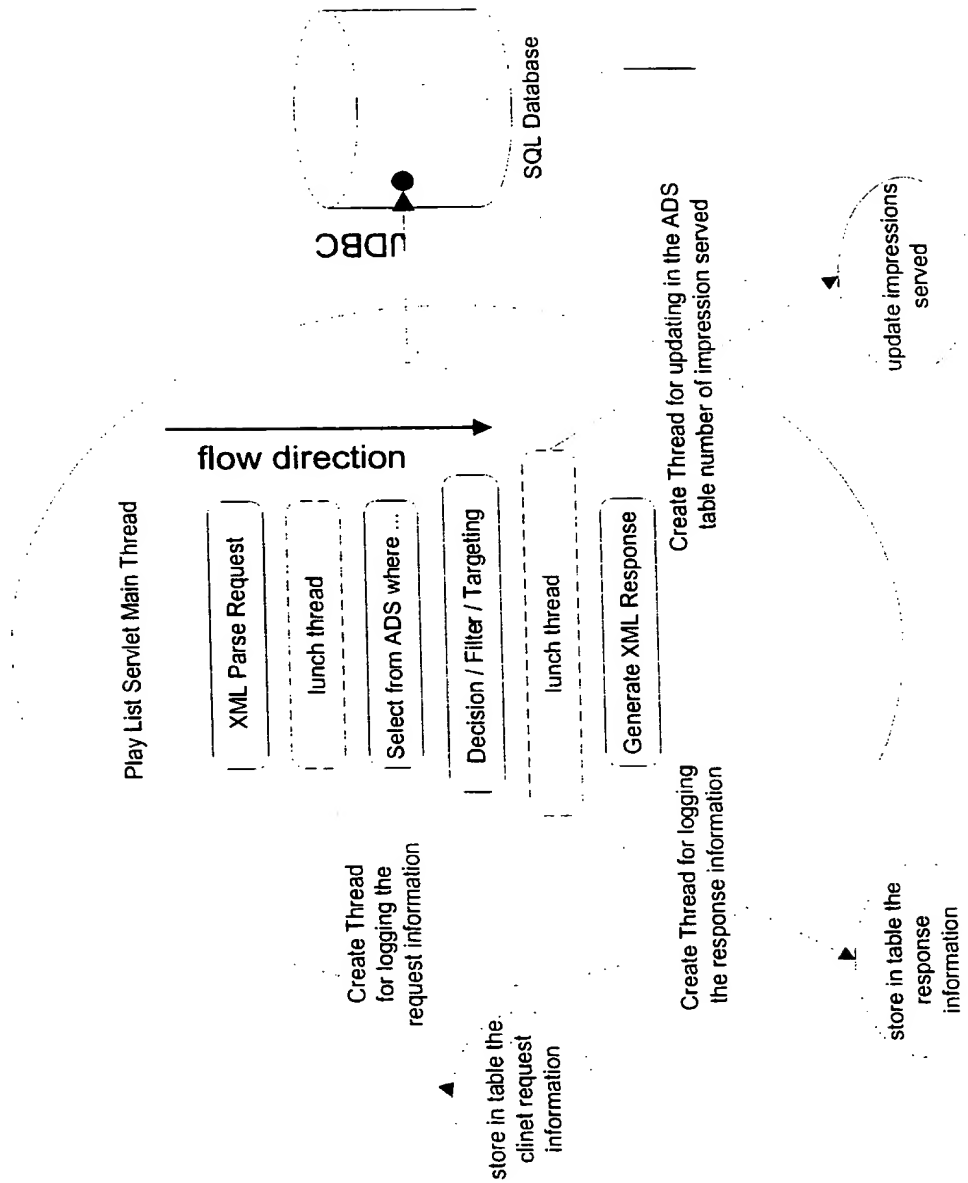 Play List Servlet Main Thread
XML Parse Request
lunch thread
Select from ADS where ...
Decision / Filter / Targeting
lunch thread
Generate XML Response
flow direction
JDBC
SQL Database
Create Thread
for logging the
request information
store in table the
clinet request
information
Create Thread for logging
the response information
store in table the
response
information
Create Thread for updating in the ADS
table number of impression served
update impressions
served